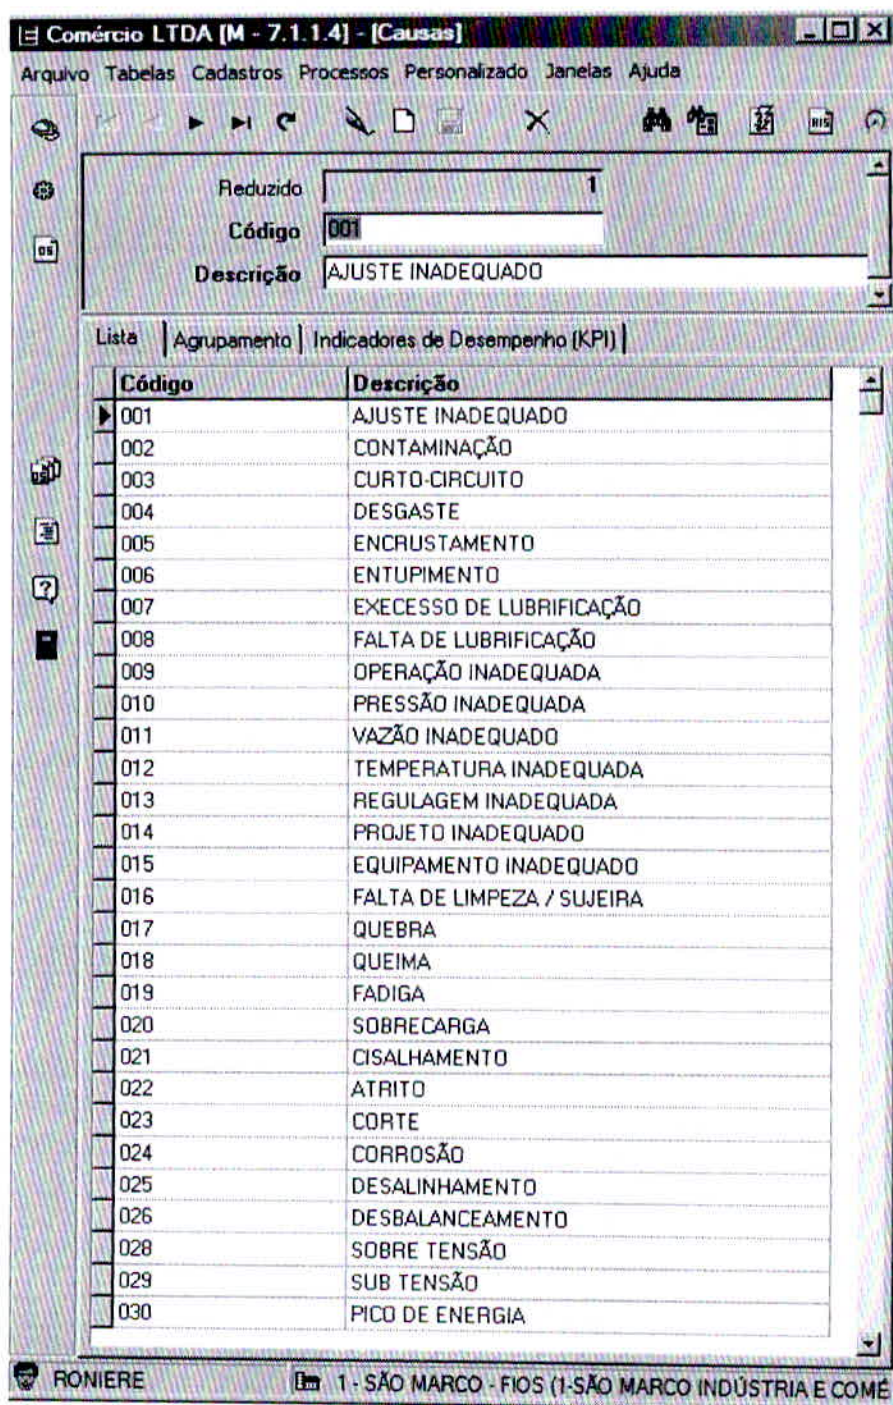 Comércio LTDA [M - 7.1.1.4] - [Causas]
Arquivo Tabelas Cadastros Processos Personalizado Janelas Ajuda
Reduzido 1
Código 001
Descrição AJUSTE INADEQUADO
Lista Agrupamento Indicadores de Desempenho (KPI)
Código Descrição
001 AJUSTE INADEQUADO
002 CONTAMINAÇÃO
003 CURTO-CIRCUITO
004 DESGASTE
005 ENCRUSTAMENTO
006 ENTUPIMENTO
007 EXECESSO DE LUBRIFICAÇÃO
008 FALTA DE LUBRIFICAÇÃO
009 OPERAÇÃO INADEQUADA
010 PRESSÃO INADEQUADA
011 VAZÃO INADEQUADO
012 TEMPERATURA INADEQUADA
013 REGULAGEM INADEQUADA
014 PROJETO INADEQUADO
015 EQUIPAMENTO INADEQUADO
016 FALTA DE LIMPEZA / SUJEIRA
017 QUEBRA
018 QUEIMA
019 FADIGA
020 SOBRECARGA
021 CISALHAMENTO
022 ATRITO
023 CORTE
024 CORROSÃO
025 DESALINHAMENTO
026 DESBALANCEAMENTO
028 SOBRE TENSÃO
029 SUB TENSÃO
030 PICO DE ENERGIA
RONIERE 1 - SÃO MARCO - FIOS (1-SÃO MARCO INDÚSTRIA E COMÉ